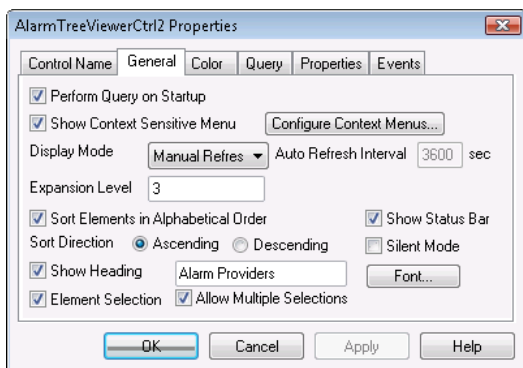 AlarmTreeViewerCtrl2 Properties
Control Name General Color Query Properties Events
Perform Query on Startup
Show Context Sensitive Menu Configure Context Menus...
Display Mode Manual Refres Auto Refresh Interval 3600 sec
Expansion Level 3
Sort Elements in Alphabetical Order Show Status Bar
Sort Direction Ascending Descending Silent Mode
Show Heading Alarm Providers Font...
Element Selection Allow Multiple Selections
OK Cancel Apply Help